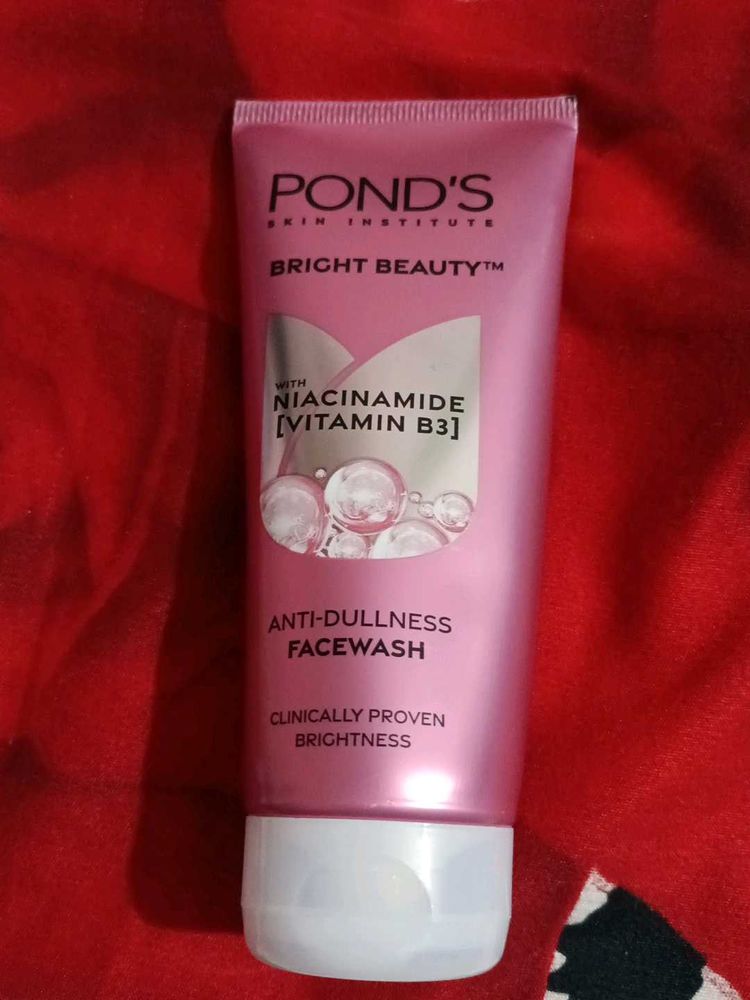 POND'S
SKIN INSTITUTE
BRIGHT BEAUTY™
WITH
NIACINAMIDE
[VITAMIN B3]
ANTI-DULLNESS
FACEWASH
CLINICALLY PROVEN
BRIGHTNESS